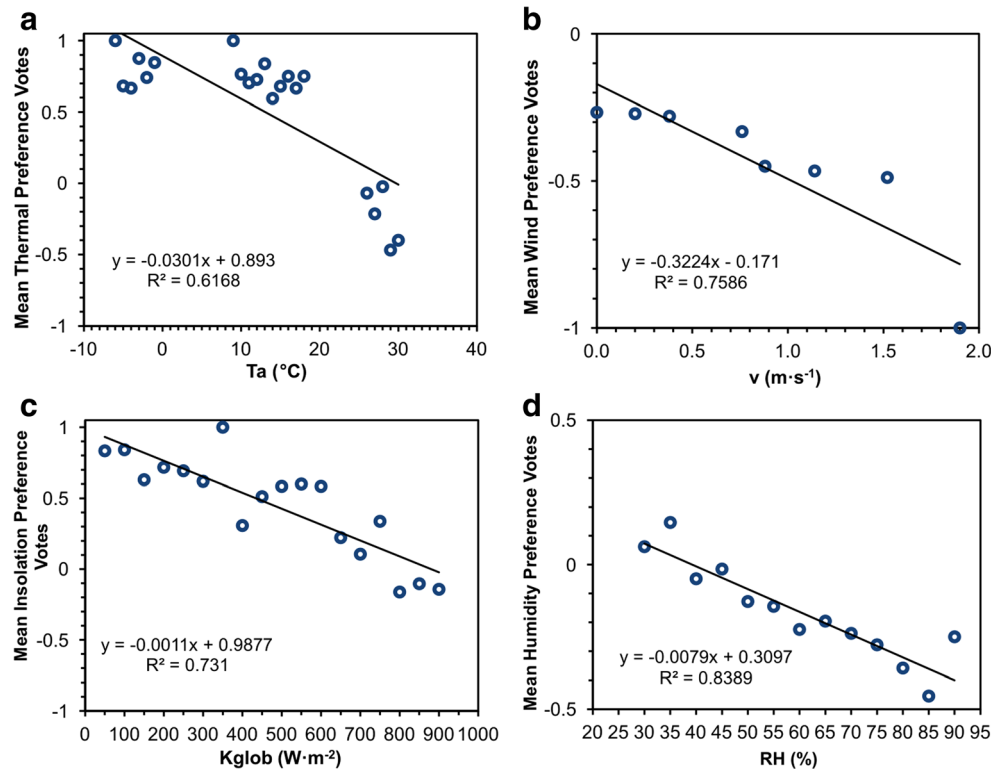 a
Mean Thermal Preference Votes
1
0.5
0
-0.5
-1
y = -0.0301x + 0.893
R² = 0.6168
-10 0 10 20 30 40
Ta (°C)
b
Mean Wind Preference Votes
0
-0.5
-1
y = -0.3224x - 0.171
R² = 0.7586
0.0 0.5 1.0 1.5 2.0
v (m·s⁻¹)
c
Mean Insolation Preference
Votes
1
0.5
0
-0.5
-1
y = -0.0011x + 0.9877
R² = 0.731
0 100 200 300 400 500 600 700 800 900 1000
Kglob (W·m⁻²)
d
Mean Humidity Preference Votes
0.5
0
-0.5
y = -0.0079x + 0.3097
R² = 0.8389
20 25 30 35 40 45 50 55 60 65 70 75 80 85 90 95
RH (%)